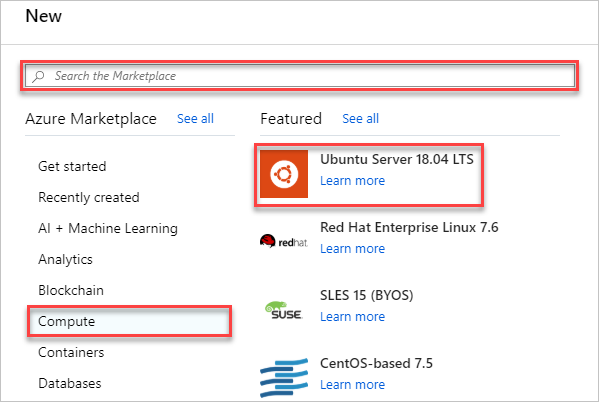 New
Search the Marketplace
Azure Marketplace See all
Get started
Recently created
AI + Machine Learning
Analytics
Blockchain
Compute
Containers
Databases
Featured See all
Ubuntu Server 18.04 LTS
Learn more
redhat
Red Hat Enterprise Linux 7.6
Learn more
SUSE
SLES 15 (BYOS)
Learn more
CentOS-based 7.5
Learn more